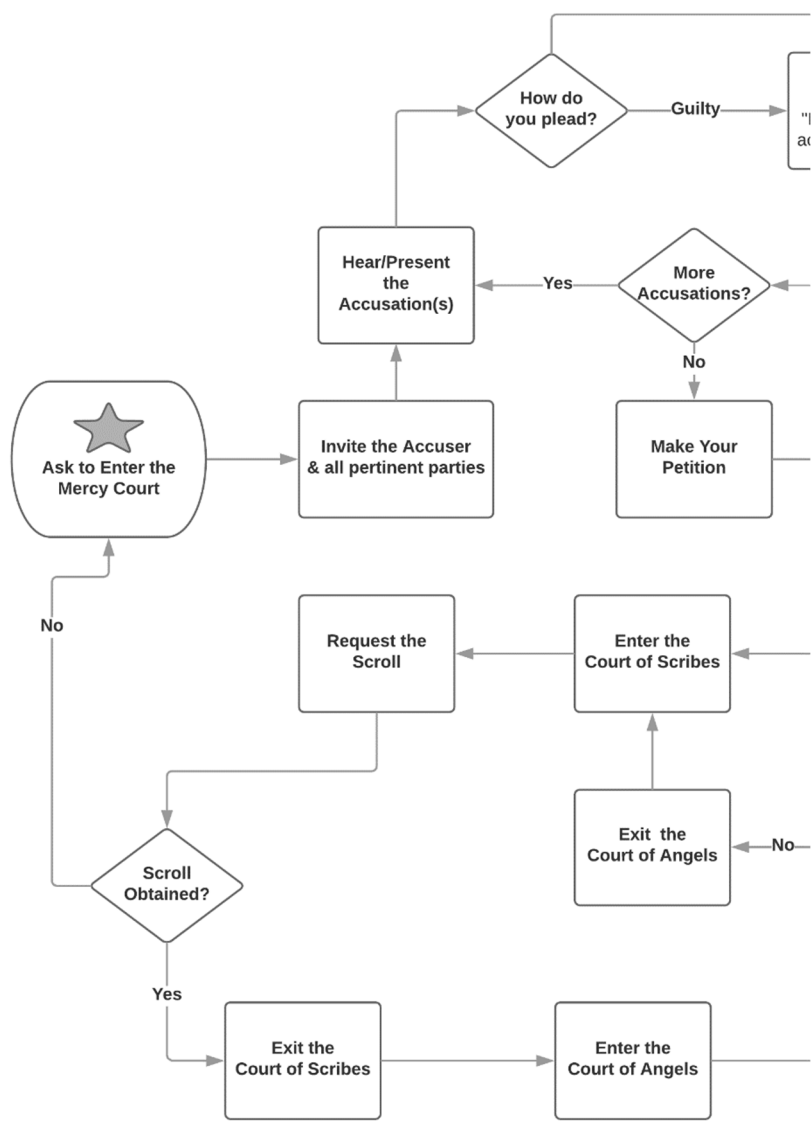 How do
you plead?
Guilty
Hear/Present
the
Accusation(s)
Yes
More
Accusations?
No
Ask to Enter the
Mercy Court
Invite the Accuser
& all pertinent parties
Make Your
Petition
No
Request the
Scroll
Enter the
Court of Scribes
Scroll
Obtained?
Exit the
Court of Angels
No
Yes
Exit the
Court of Scribes
Enter the
Court of Angels